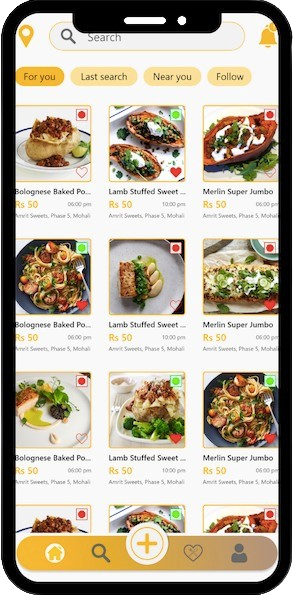 Search
For you Last search Near you Follow
Bolognese Baked Po... Lamb Stuffed Sweet ... Merlin Super Jumbo
Rs 50 06:00 pm Rs 50 10:00 pm Rs 50 06:00 pm
Amrit Sweets, Phase 5, Mohali Amrit Sweets, Phase 5, Mohali Amrit Sweets, Phase 5, Mohali
Bolognese Baked Po... Lamb Stuffed Sweet ... Merlin Super Jumbo
Rs 50 06:00 pm Rs 50 10:00 pm Rs 50 06:00 pm
Amrit Sweets, Phase 5, Mohali Amrit Sweets, Phase 5, Mohali Amrit Sweets, Phase 5, Mohali
Bolognese Baked Po... Lamb Stuffed Sweet ... Merlin Super Jumbo
Rs 50 06:00 pm Rs 50 10:00 pm Rs 50 06:00 pm
Amrit Sweets, Phase 5, Mohali Amrit Sweets, Phase 5, Mohali Amrit Sweets, Phase 5, Mohali